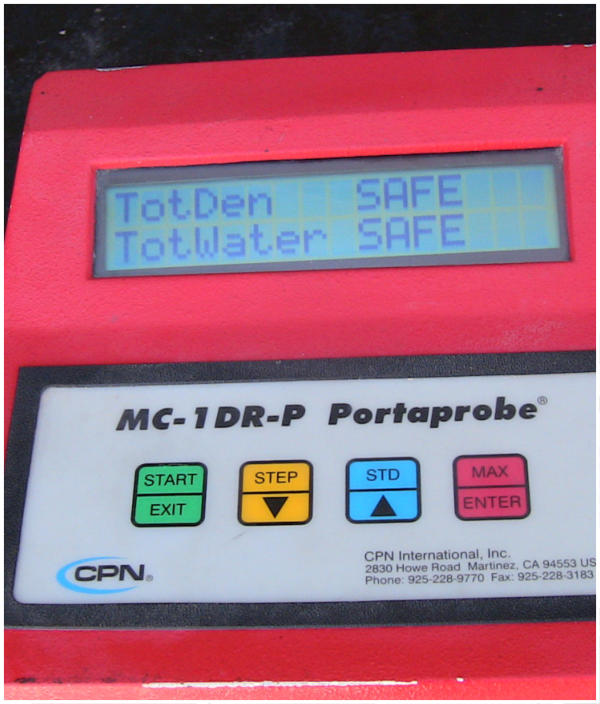 TotDen SAFE
TotWater SAFE
MC-1DR-P Portaprobe®
START
EXIT
STEP
STD
MAX
ENTER
CPN®
CPN International, Inc.
2830 Howe Road Martinez, CA 94553 US
Phone: 925-228-9770 Fax: 925-228-3183